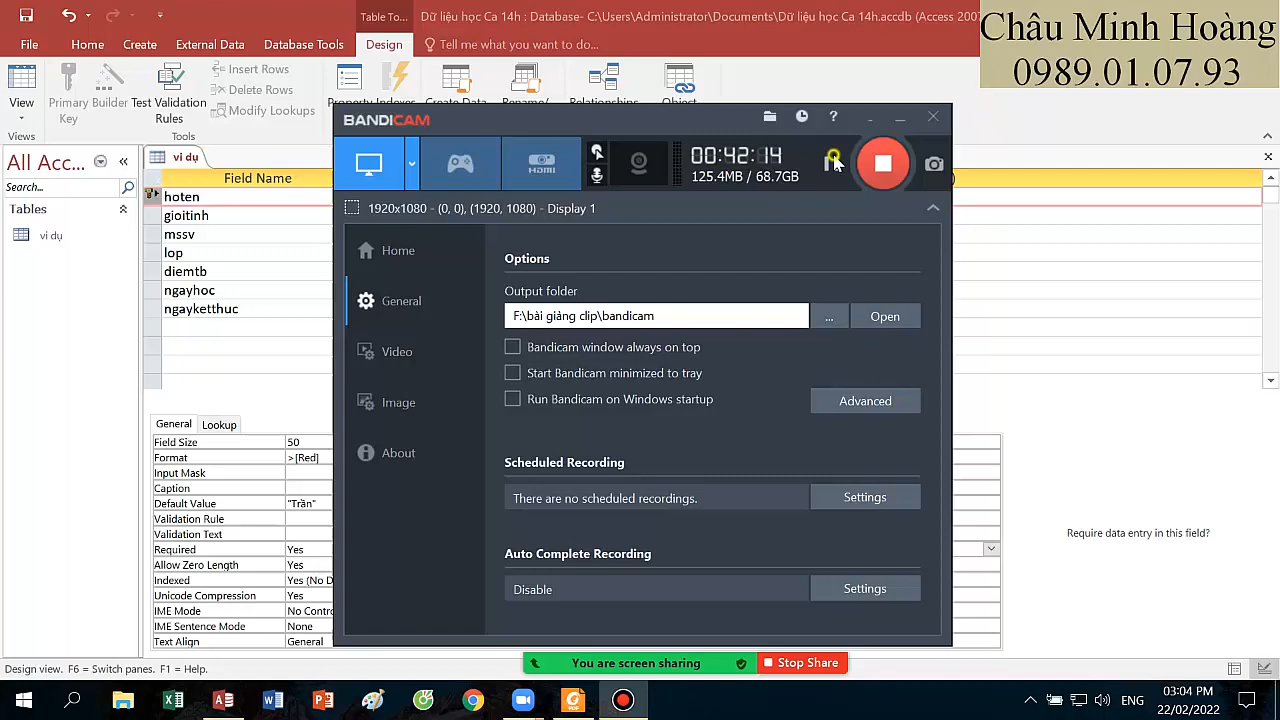 Table To...
Dữ liệu học Ca 14h : Database- C:\Users\Administrator\Documents\Dữ liệu học Ca 14h.accdb (Access 2007
Châu Minh Hoàng
0989.01.07.93
File
Home
Create
External Data
Database Tools
Design
Tell me what you want to do...
View
Primary Key
Builder
Test Validation Rules
Insert Rows
Delete Rows
Modify Lookups
Views
Tools
All Acc...
Search...
Tables
ví dụ
ví dụ
Field Name
hoten
gioitinh
mssv
lop
diemtb
ngayhoc
ngayketthuc
BANDICAM
HDMI
00:42:14
125.4MB / 68.7GB
1920x1080 - (0, 0), (1920, 1080) - Display 1
Home
General
Video
Image
About
Options
Output folder
F:\bài giảng clip\bandicam
...
Open
Bandicam window always on top
Start Bandicam minimized to tray
Run Bandicam on Windows startup
Advanced
Scheduled Recording
There are no scheduled recordings.
Settings
Auto Complete Recording
Disable
Settings
General
Lookup
Field Size 50
Format >[Red]
Input Mask
Caption
Default Value "Trần"
Validation Rule
Validation Text
Required Yes
Allow Zero Length Yes
Indexed Yes (No D
Unicode Compression Yes
IME Mode No Contr
IME Sentence Mode None
Text Align General
Require data entry in this field?
Design view. F6 = Switch panes. F1 = Help.
You are screen sharing
Stop Share
ENG
03:04 PM
22/02/2022